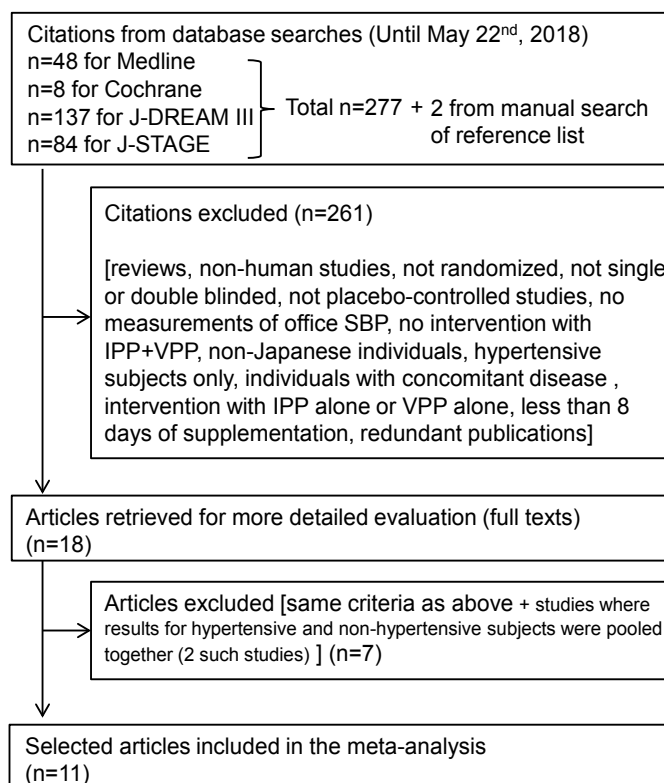 Citations from database searches (Until May 22nd, 2018)
n=48 for Medline
n=8 for Cochrane
n=137 for J-DREAM III
n=84 for J-STAGE
Total n=277 + 2 from manual search
of reference list
Citations excluded (n=261)
[reviews, non-human studies, not randomized, not single
or double blinded, not placebo-controlled studies, no
measurements of office SBP, no intervention with
IPP+VPP, non-Japanese individuals, hypertensive
subjects only, individuals with concomitant disease ,
intervention with IPP alone or VPP alone, less than 8
days of supplementation, redundant publications]
Articles retrieved for more detailed evaluation (full texts)
(n=18)
Articles excluded [same criteria as above + studies where
results for hypertensive and non-hypertensive subjects were pooled
together (2 such studies) ] (n=7)
Selected articles included in the meta-analysis
(n=11)